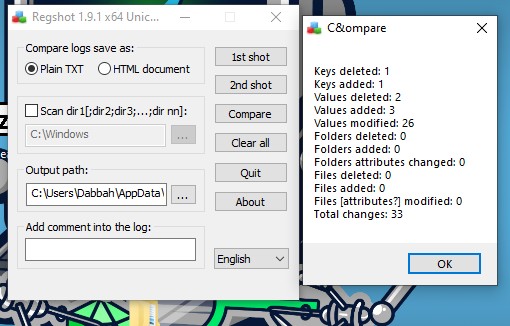 Regshot 1.9.1 x64 Unic...
Compare logs save as:
Plain TXT
HTML document
Scan dir1[;dir2;dir3;...;dir nn]:
C:\Windows
...
Output path:
C:\Users\Dabbah\AppData\
...
Add comment into the log:
1st shot
2nd shot
Compare
Clear all
Quit
About
English
C&ompare
Keys deleted: 1
Keys added: 1
Values deleted: 2
Values added: 3
Values modified: 26
Folders deleted: 0
Folders added: 0
Folders attributes changed: 0
Files deleted: 0
Files added: 0
Files [attributes?] modified: 0
Total changes: 33
OK